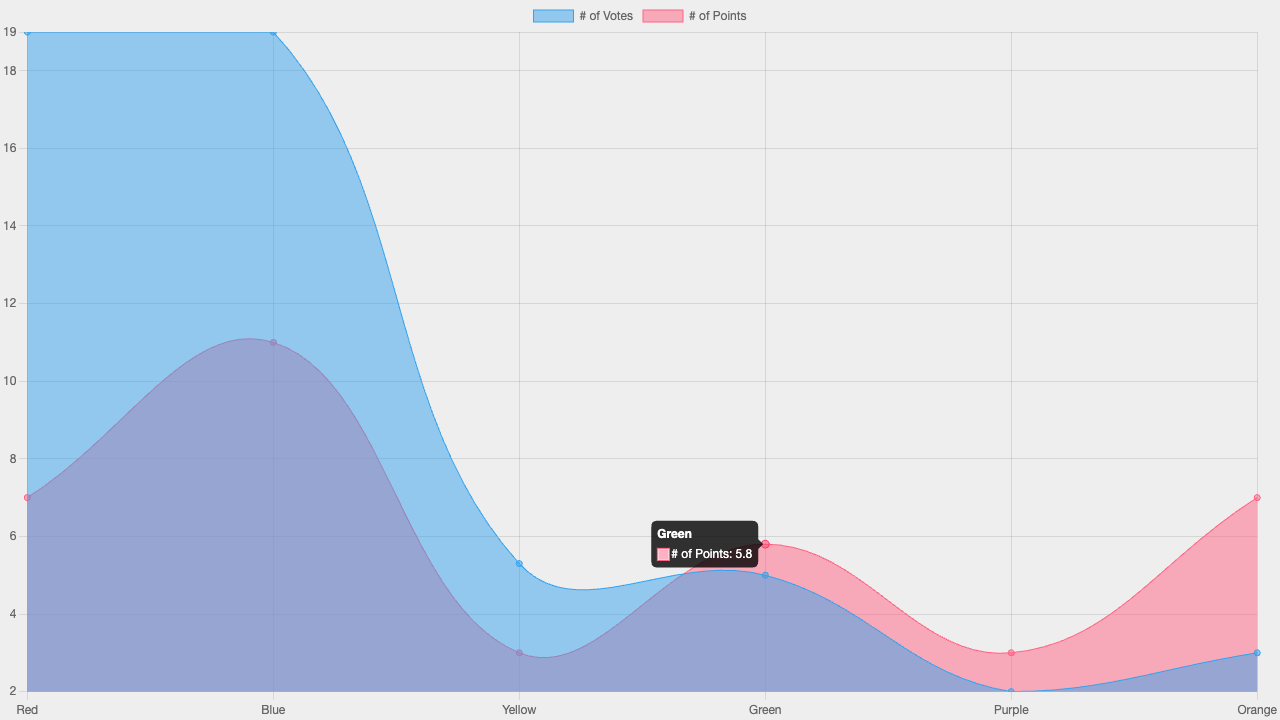 # of Votes # of Points
19
18
16
14
12
10
8
6
4
2
Green
# of Points: 5.8
Red Blue Yellow Green Purple Orange